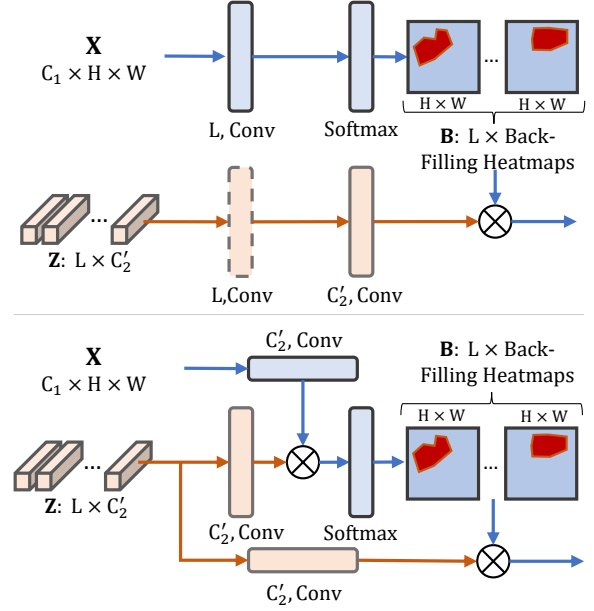 X
C₁ × H × W
L, Conv
Softmax
...
H × W
H × W
B: L × Back-
Filling Heatmaps
...
Z: L × C′₂
L,Conv
C′₂, Conv
X
C₁ × H × W
C′₂, Conv
B: L × Back-
Filling Heatmaps
H × W
H × W
...
Z: L × C′₂
C′₂, Conv
Softmax
...
C′₂, Conv